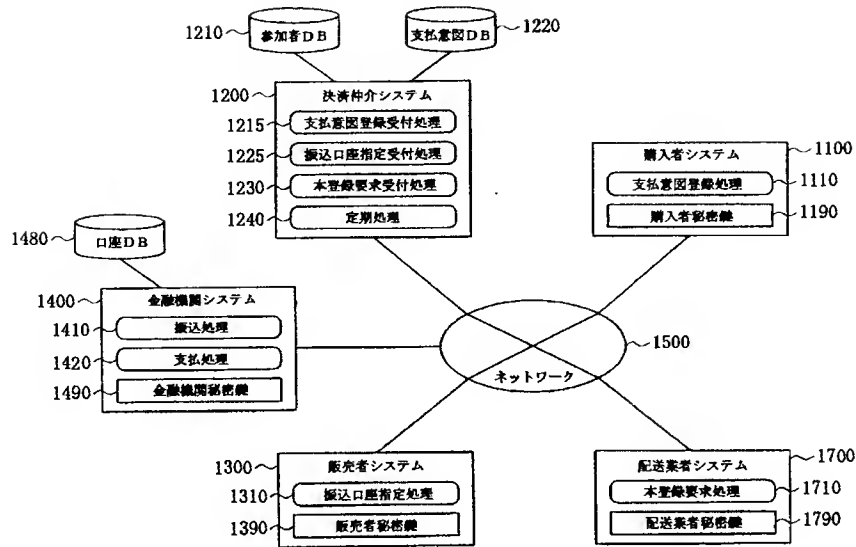 1210
参加者DB
支払意図DB
1220
1200
決済仲介システム
1215
支払意図登録受付処理
1225
振込口座指定受付処理
1230
本登録要求受付処理
1240
定期処理
購入者システム
1100
支払意図登録処理
1110
購入者秘密鍵
1190
1480
口座DB
1400
金融機関システム
1410
振込処理
1420
支払処理
1490
金融機関秘密鍵
1500
ネットワーク
1300
販売者システム
1310
振込口座指定処理
1390
販売者秘密鍵
配送業者システム
1700
本登録要求処理
1710
配送業者秘密鍵
1790